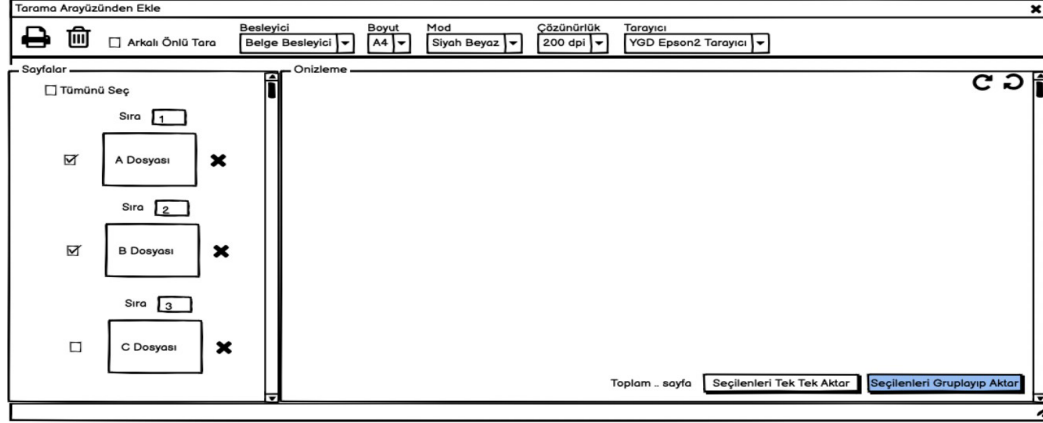 Tarama Arayüzünden Ekle
Besleyici Boyut Mod Çözünürlük Tarayıcı
Arkalı Önlü Tara Belge Besleyici A4 Siyah Beyaz 200 dpi YGD Epson2 Tarayıcı
Sayfalar Onizleme
Tümünü Seç
Sıra 1
A Dosyası
Sıra 2
B Dosyası
Sıra 3
C Dosyası
Toplam .. sayfa Seçilenleri Tek Tek Aktar Seçilenleri Gruplayıp Aktar